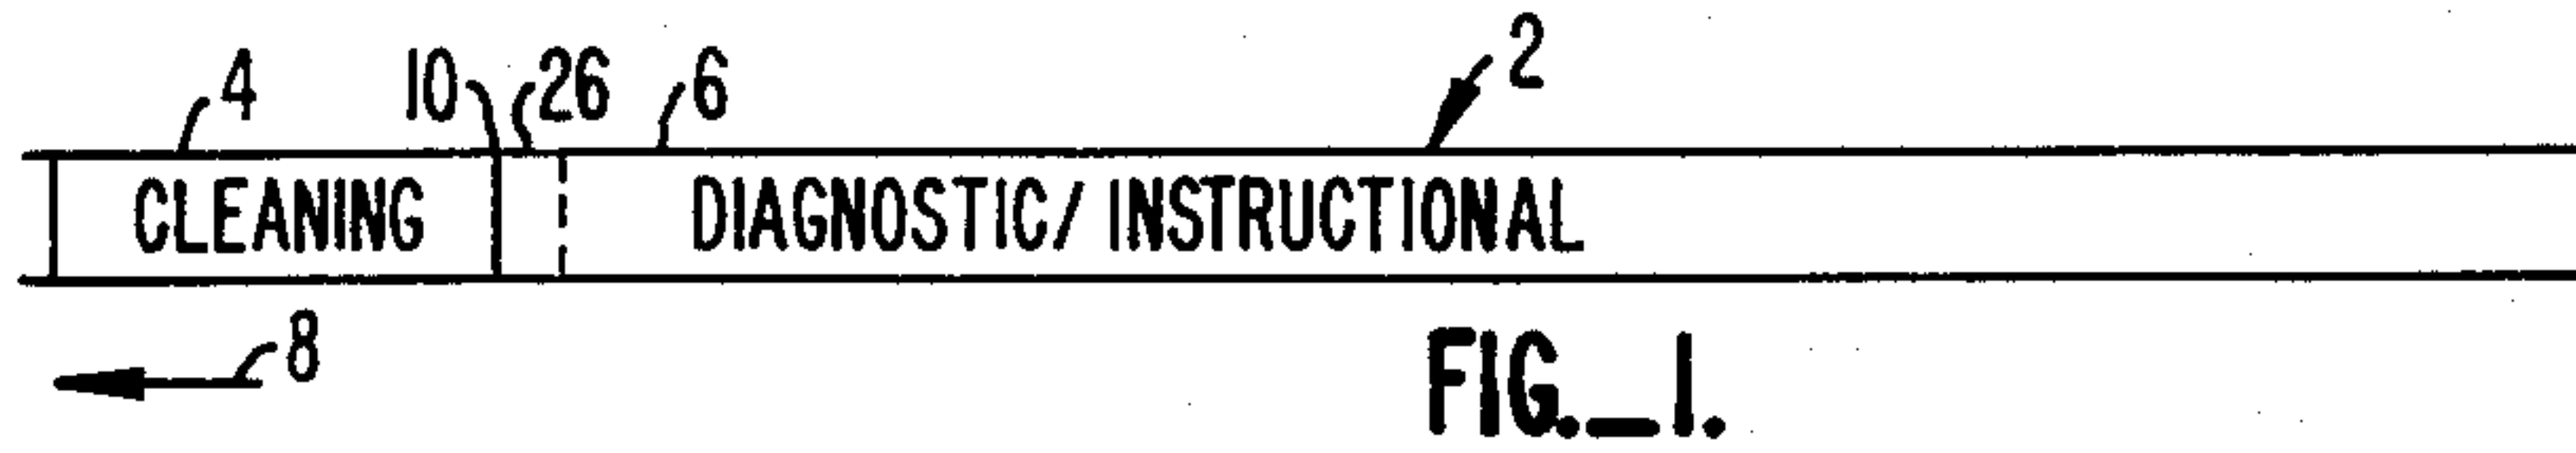 4 10 26 6 2
CLEANING DIAGNOSTIC/ INSTRUCTIONAL
8
FIG._1.